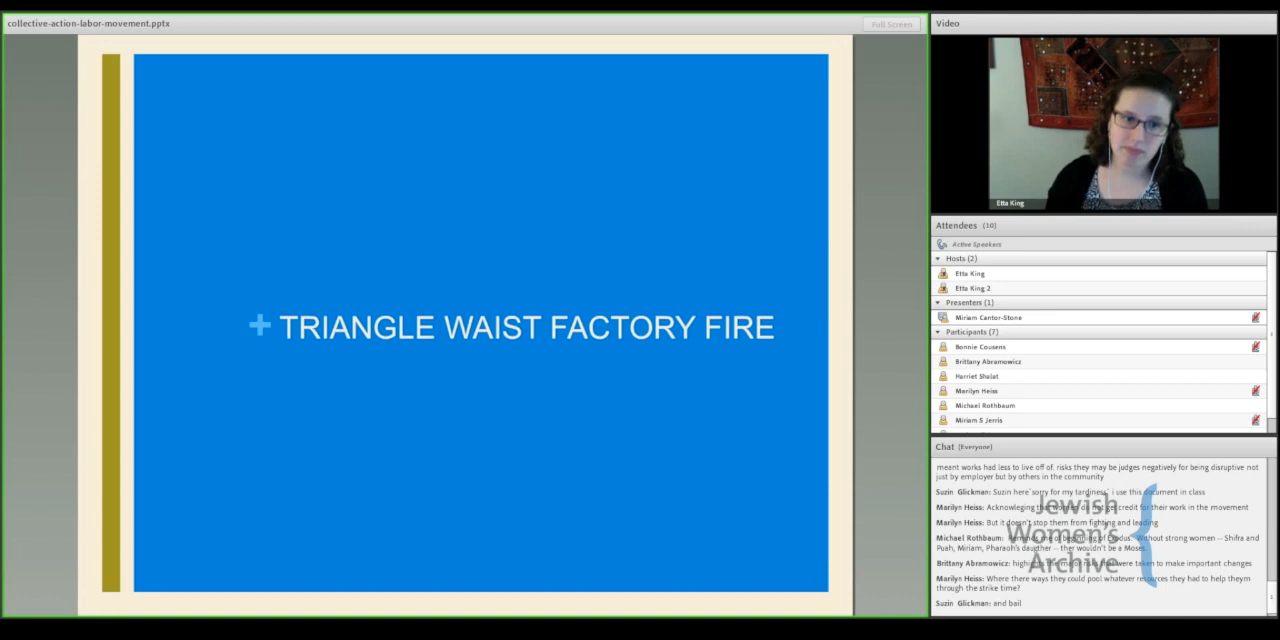 collective-action-labor-movement.pptx
Full Screen
+ TRIANGLE WAIST FACTORY FIRE
Video
Etta King
Attendees (10)
Active Speakers
Hosts (2)
Etta King
Etta King 2
Presenters (1)
Miriam Cantor-Stone
Participants (7)
Bonnie Cousens
Brittany Abramowicz
Harriet Shalat
Marilyn Heiss
Michael Rothbaum
Miriam S Jerris
Chat (Everyone)
meant works had less to live off of. risks they may be judges negatively for being disruptive not
just by employer but by others in the community
Suzin Glickman: Suzin here sorry for my tardiness i use this document in class
Marilyn Heiss: Acknowleging that women do not get credit for their work in the movement
Marilyn Heiss: But it doesn't stop them from fighting and leading
Michael Rothbaum: Reminds me of beginning of Exodus. Without strong women -- Shifra and
Puah, Miriam, Pharaoh's daugther -- ther wouldn't be a Moses.
Brittany Abramowicz: highlights the major risks that were taken to make important changes
Marilyn Heiss: Where there ways they could pool whatever resources they had to help theym
through the strike time?
Suzin Glickman: and bail
Jewish
Women's
Archive